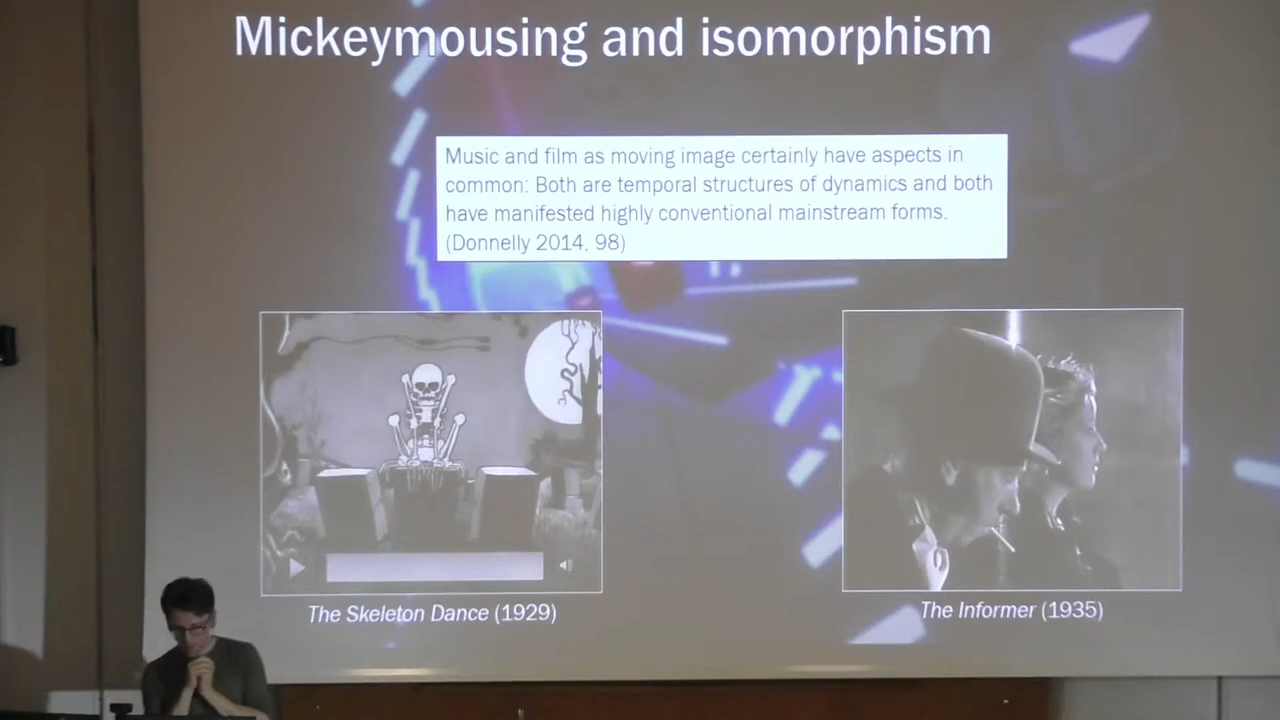 Mickeymousing and isomorphism
Music and film as moving image certainly have aspects in
common: Both are temporal structures of dynamics and both
have manifested highly conventional mainstream forms.
(Donnelly 2014, 98)
The Skeleton Dance (1929)
The Informer (1935)